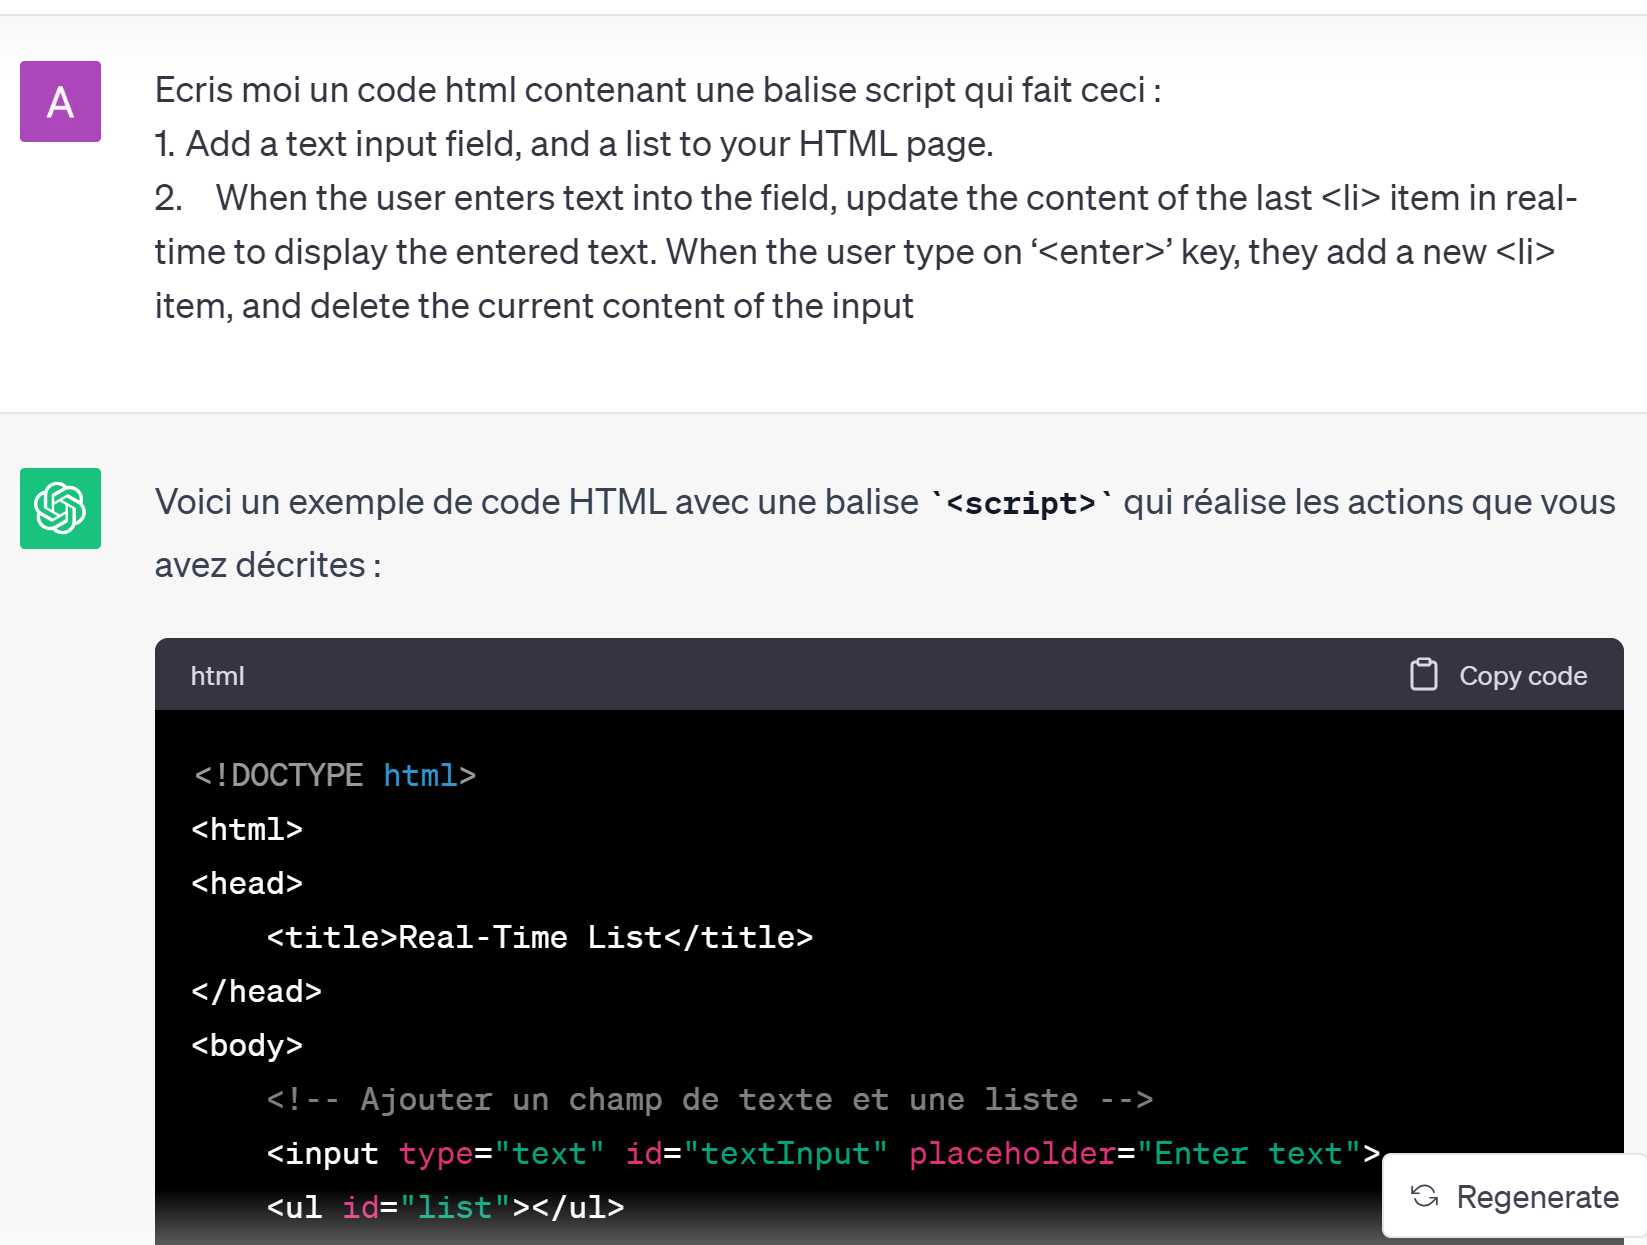 A
Ecris moi un code html contenant une balise script qui fait ceci :
1. Add a text input field, and a list to your HTML page.
2. When the user enters text into the field, update the content of the last <li> item in real-
time to display the entered text. When the user type on ‘<enter>’ key, they add a new <li>
item, and delete the current content of the input
Voici un exemple de code HTML avec une balise `<script>` qui réalise les actions que vous
avez décrites :
html
Copy code
<!DOCTYPE html>
<html>
<head>
    <title>Real-Time List</title>
</head>
<body>
    <!-- Ajouter un champ de texte et une liste -->
    <input type="text" id="textInput" placeholder="Enter text">
    <ul id="list"></ul>
Regenerate